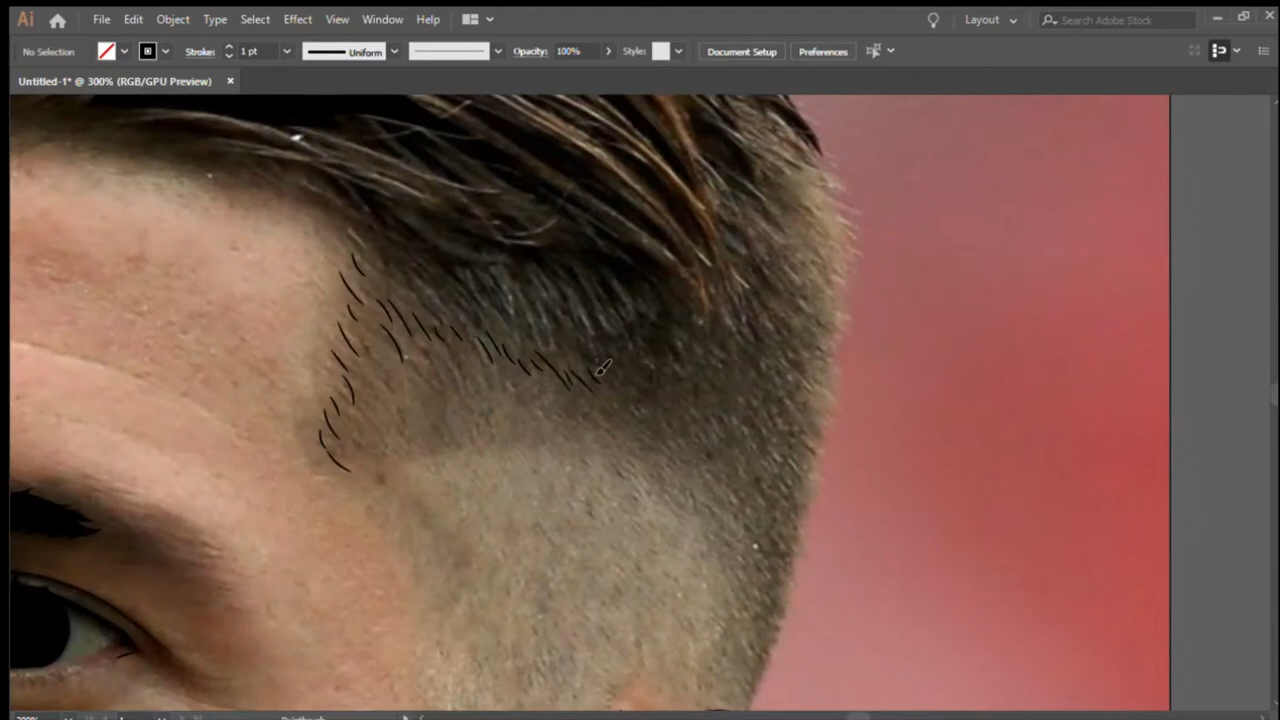 Ai File Edit Object Type Select Effect View Window Help Layout Search Adobe Stock
No Selection Stroke: 1 pt Uniform Opacity: 100% Style: Document Setup Preferences
Untitled-1* @ 300% (RGB/GPU Preview)